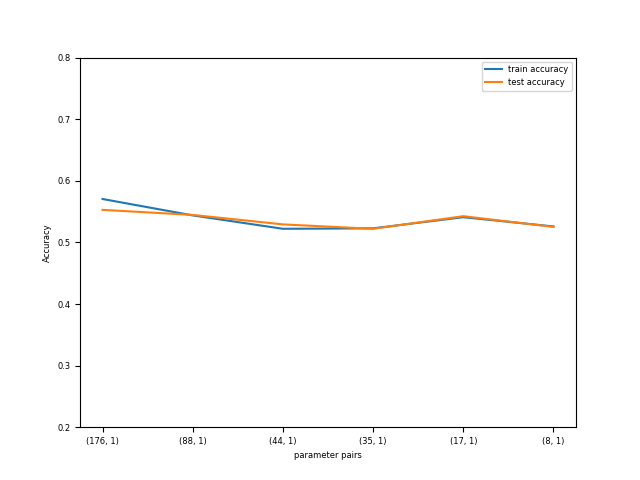 0.8
0.7
0.6
0.5
0.4
0.3
0.2
Accuracy
train accuracy
test accuracy
(176, 1) (88, 1) (44, 1) (35, 1) (17, 1) (8, 1)
parameter pairs